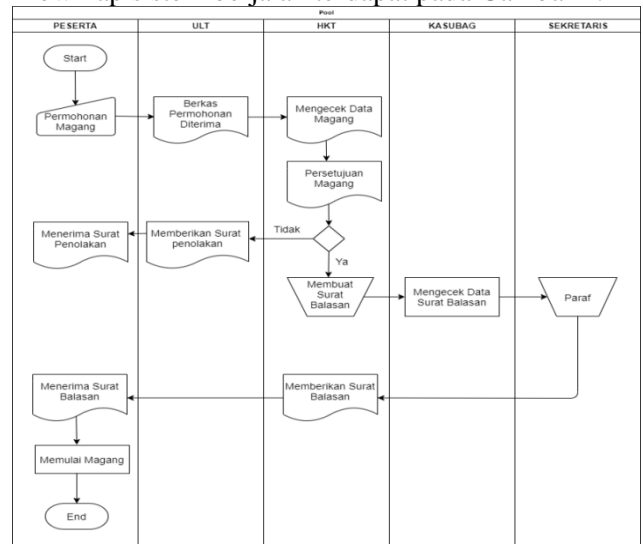 terdapat pada
Pool
PESERTA
ULT
HKT
KASUBAG
SEKRETARIS
Start
Permohonan
Magang
Berkas
Permohonan
Diterima
Mengecek Data
Magang
Persetujuan
Magang
Menerima Surat
Penolakan
Memberikan Surat
penolakan
Tidak
Ya
Membuat
Surat
Balasan
Mengecek Data
Surat Balasan
Paraf
Menerima Surat
Balasan
Memberikan Surat
Balasan
Memulai Magang
End